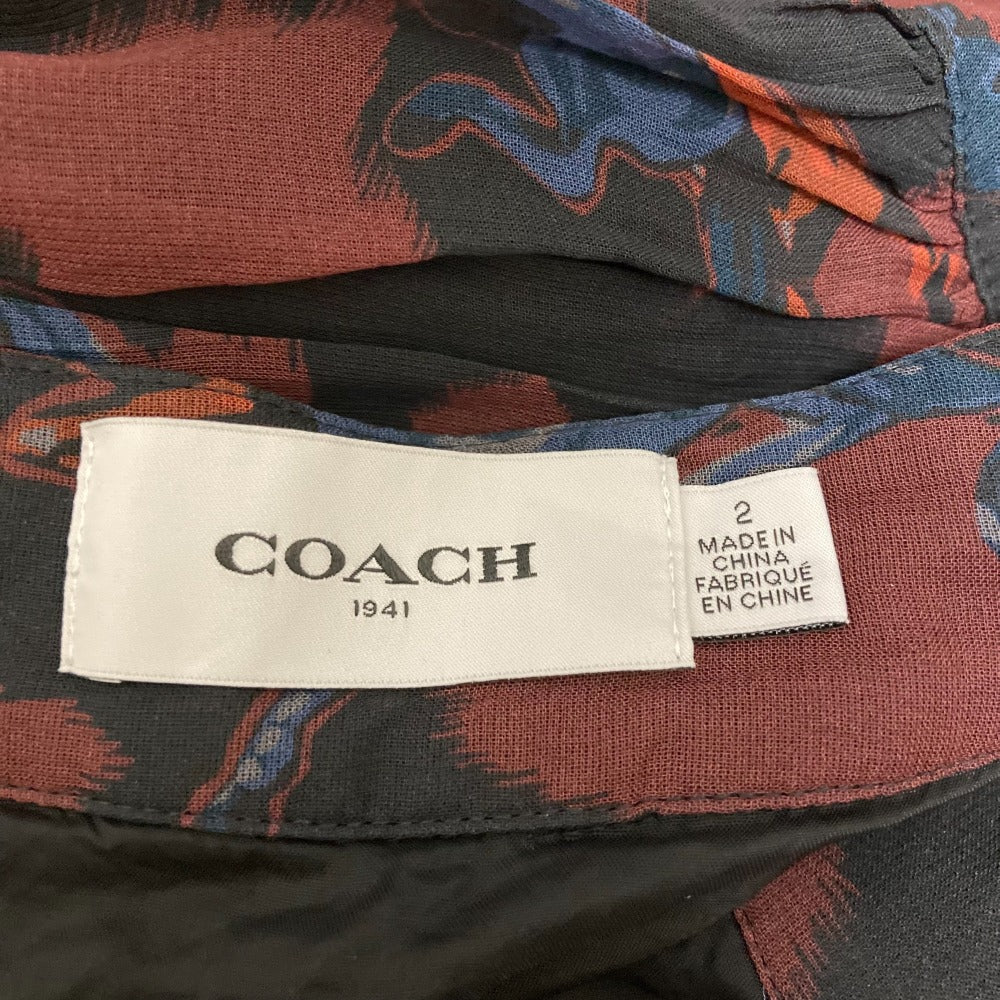 COACH
1941
2
MADE IN
CHINA
FABRIQUÉ
EN CHINE